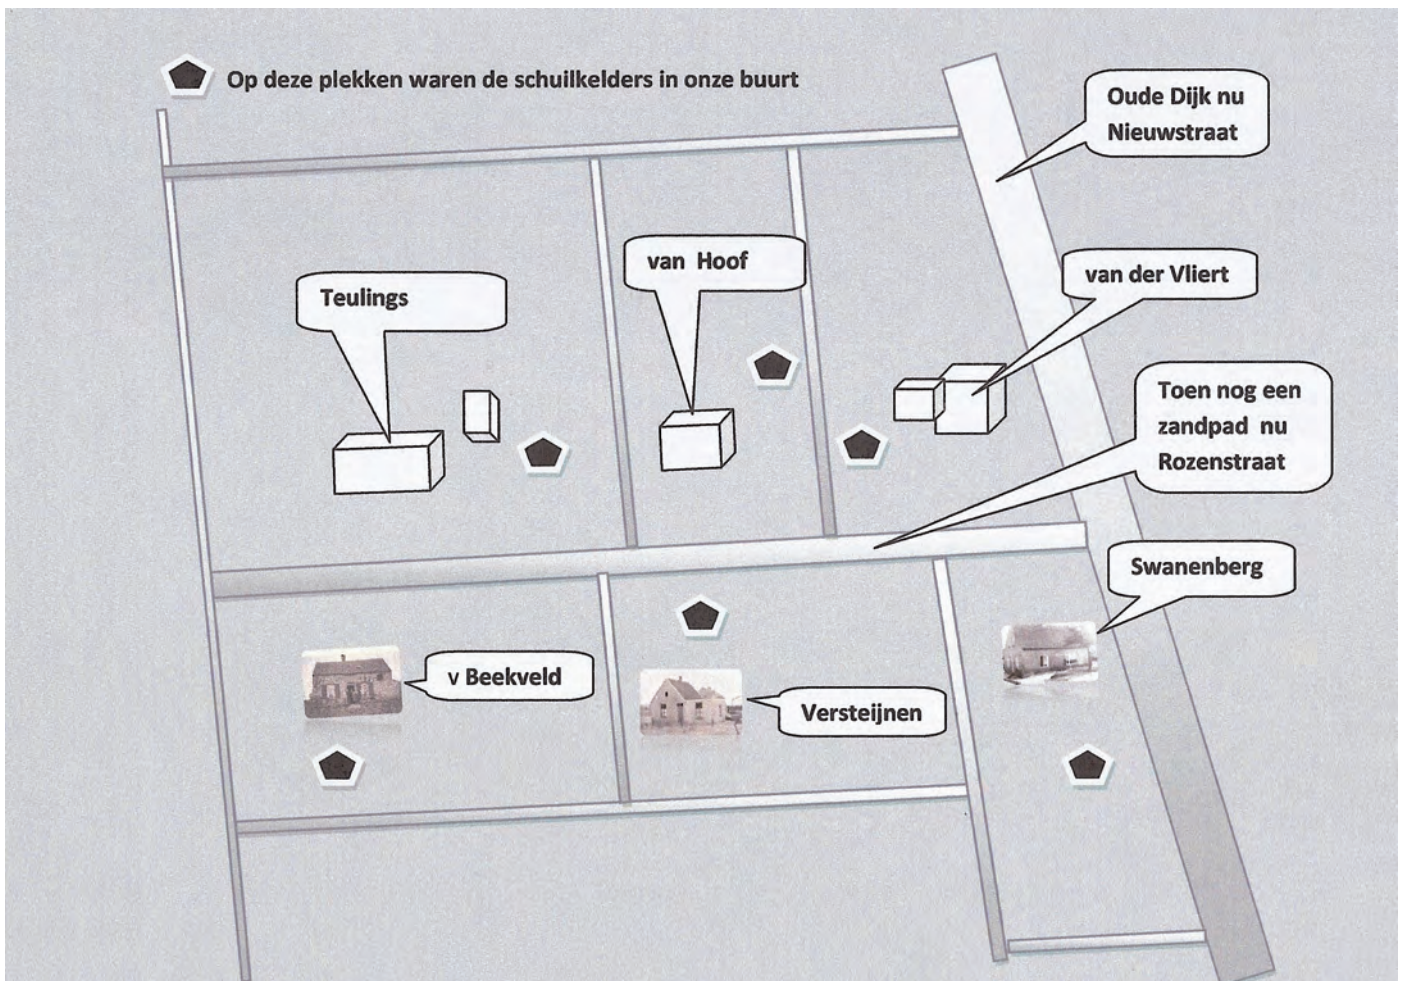 Op deze plekken waren de schuilkelders in onze buurt
Oude Dijk nu
Nieuwstraat
van Hoof
van der Vliert
Teulings
Toen nog een
zandpad nu
Rozenstraat
Swanenberg
v Beekveld
Versteijnen